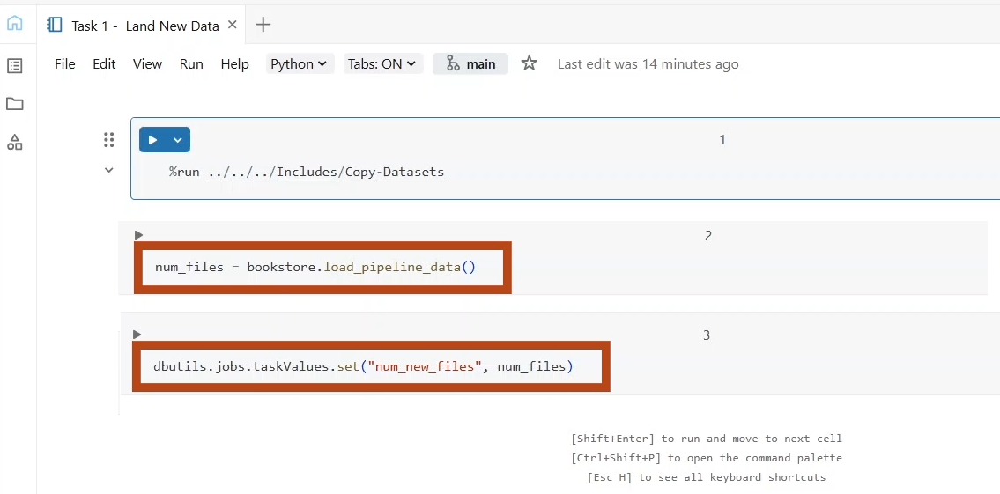 Task 1 - Land New Data
File Edit View Run Help Python Tabs: ON main Last edit was 14 minutes ago
1
%run ../../../Includes/Copy-Datasets
2
num_files = bookstore.load_pipeline_data()
3
dbutils.jobs.taskValues.set("num_new_files", num_files)
[Shift+Enter] to run and move to next cell
[Ctrl+Shift+P] to open the command palette
[Esc H] to see all keyboard shortcuts